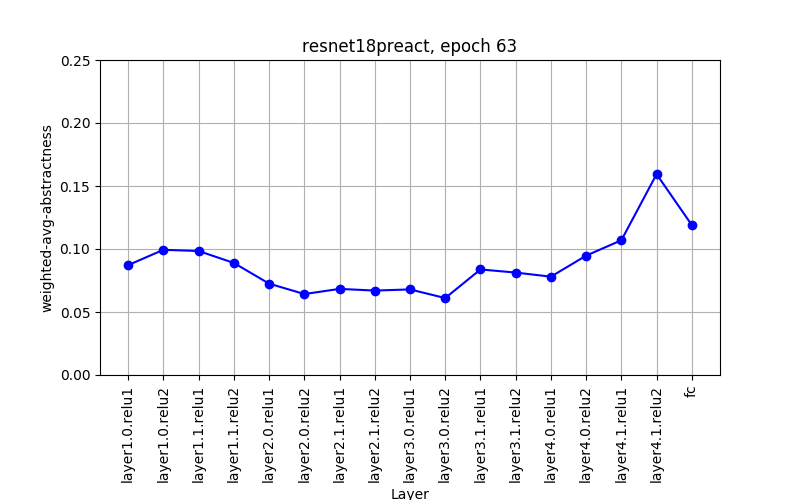 resnet18preact, epoch 63
weighted-avg-abstractness
0.25
0.20
0.15
0.10
0.05
0.00
layer1.0.relu1
layer1.0.relu2
layer1.1.relu1
layer1.1.relu2
layer2.0.relu1
layer2.0.relu2
layer2.1.relu1
layer2.1.relu2
layer3.0.relu1
layer3.0.relu2
layer3.1.relu1
layer3.1.relu2
layer4.0.relu1
layer4.0.relu2
layer4.1.relu1
layer4.1.relu2
fc
Layer